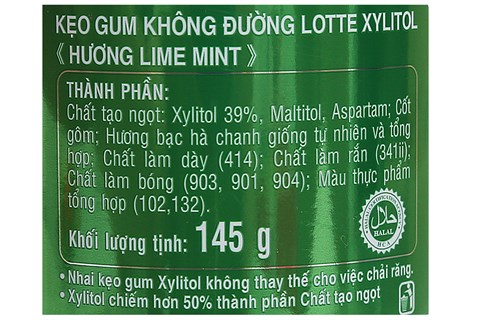 KẸO GUM KHÔNG ĐƯỜNG LOTTE XYLITOL
《 HƯƠNG LIME MINT 》
THÀNH PHẦN:
Chất tạo ngọt: Xylitol 39%, Maltitol, Aspartam; Cốt
gôm; Hương bạc hà chanh giống tự nhiên và tổng
hợp; Chất làm dày (414); Chất làm rắn (341ii);
Chất làm bóng (903, 901, 904); Màu thực phẩm
tổng hợp (102,132).
Khối lượng tịnh: 145 g
HALAL
• Nhai kẹo gum Xylitol không thay thế cho việc chải răng.
• Xylitol chiếm hơn 50% thành phần Chất tạo ngọt